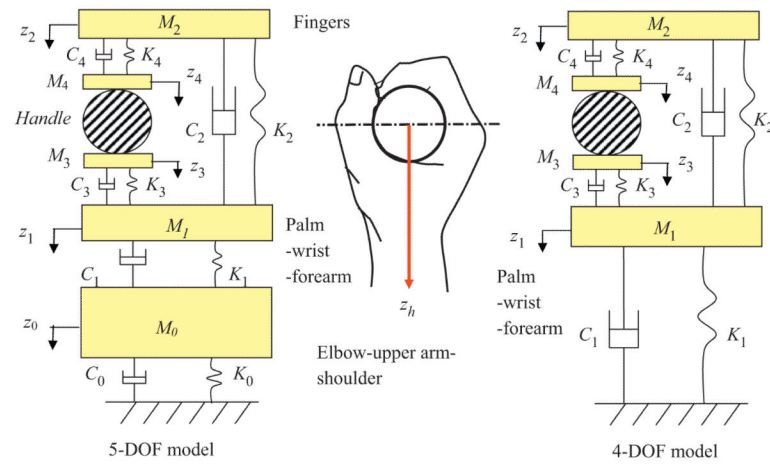 M2
z2
C4
K4
M4
z4
Handle
C2
K2
M3
z3
C3
K3
z1
M1
C1
K1
z0
M0
C0
K0
5-DOF model
Fingers
Palm
-wrist
-forearm
zh
Elbow-upper arm-
shoulder
M2
z2
C4
K4
M4
z4
Handle
C2
K2
M3
z3
C3
K3
z1
M1
Palm
-wrist
-forearm
C1
K1
4-DOF model